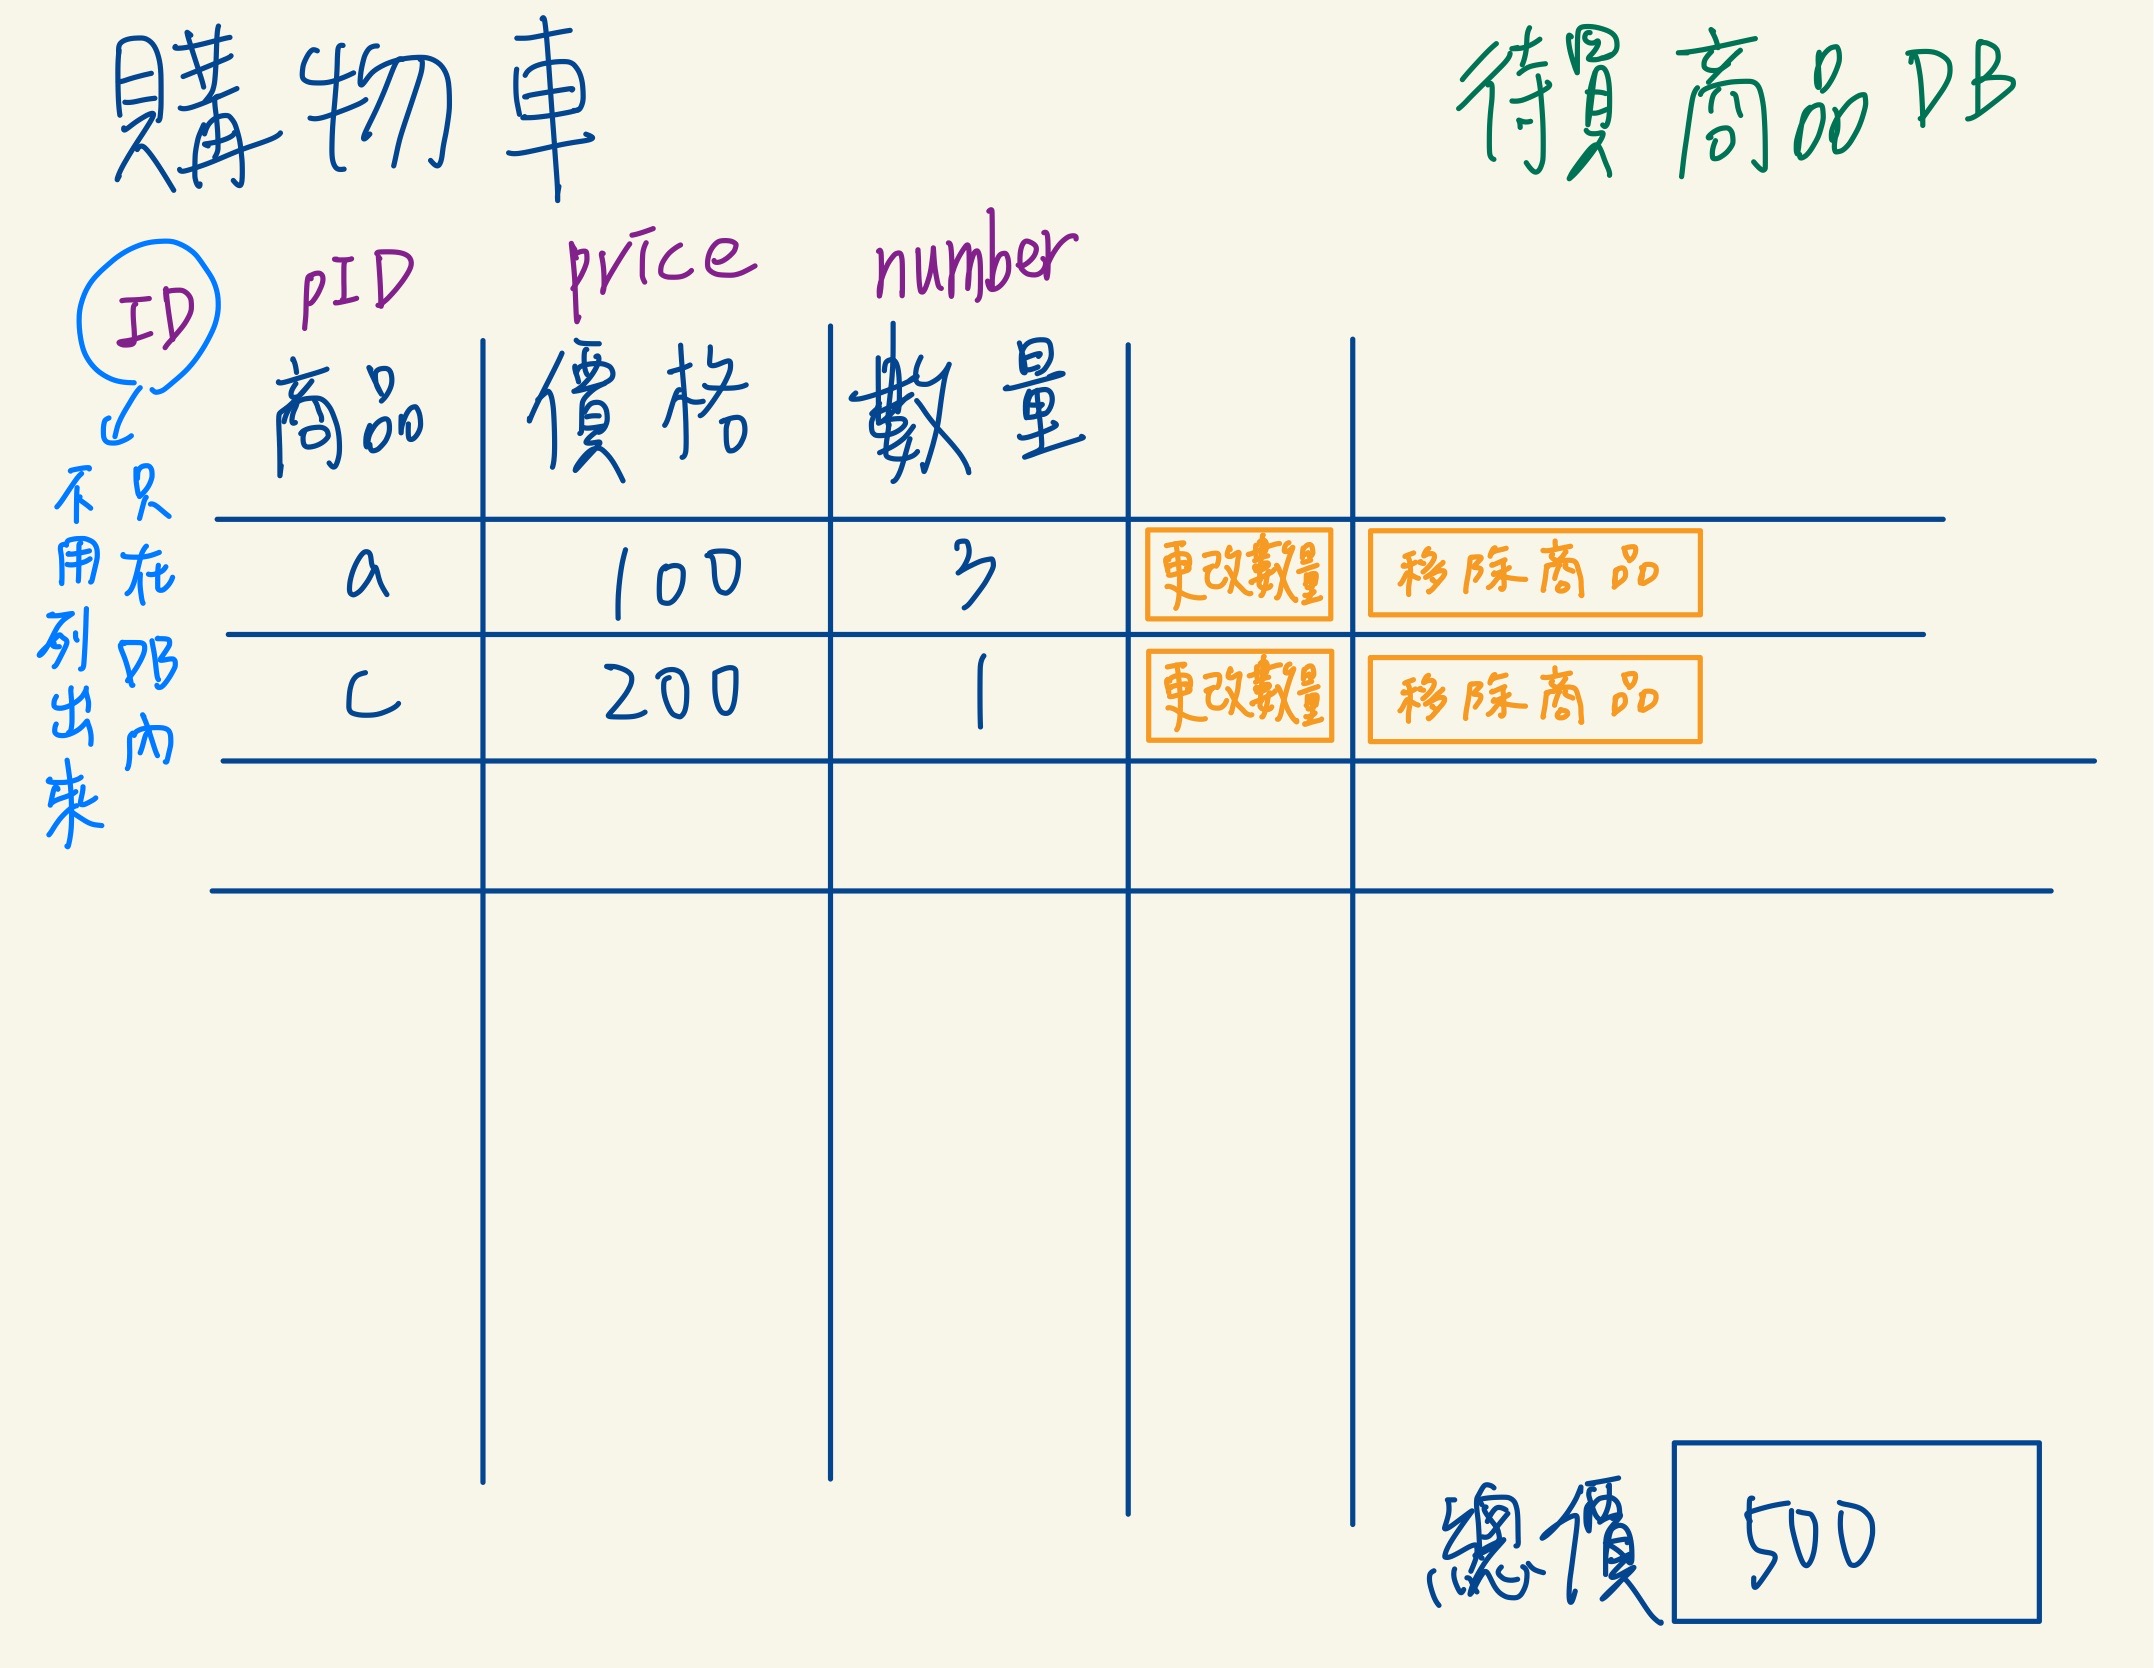 購物車
待買商品DB
ID
pID
price
number
商品
價格
數量
只在DB內
不用列出來
a
100
3
更改數量
移除商品
c
200
1
更改數量
移除商品
總價
500